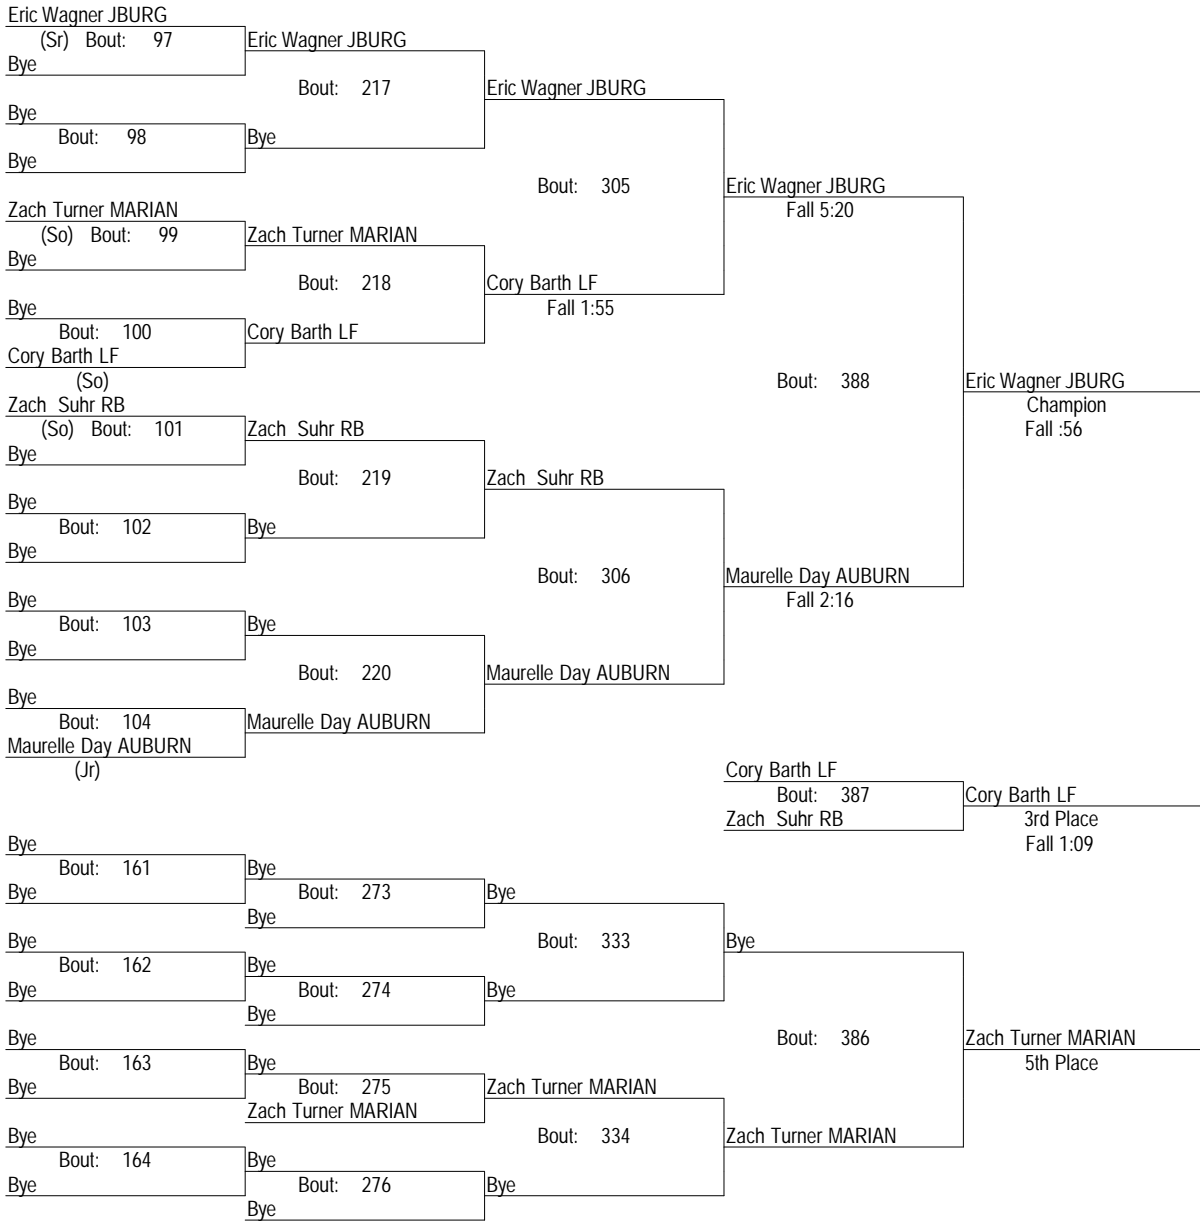 Eric Wagner JBURG
(Sr) Bout: 97
Eric Wagner JBURG
Bye
Bout: 217
Eric Wagner JBURG
Bye
Bout: 98
Bye
Bye
Bout: 305
Eric Wagner JBURG
Fall 5:20
Zach Turner MARIAN
(So) Bout: 99
Zach Turner MARIAN
Bye
Bout: 218
Cory Barth LF
Fall 1:55
Bye
Bout: 100
Cory Barth LF
Cory Barth LF
(So)
Bout: 388
Eric Wagner JBURG
Champion
Fall :56
Zach Suhr RB
(So) Bout: 101
Zach Suhr RB
Bye
Bout: 219
Zach Suhr RB
Bye
Bout: 102
Bye
Bye
Bout: 306
Maurelle Day AUBURN
Fall 2:16
Bye
Bout: 103
Bye
Bye
Bout: 220
Maurelle Day AUBURN
Bye
Bout: 104
Maurelle Day AUBURN
Maurelle Day AUBURN
(Jr)
Cory Barth LF
Bout: 387
Cory Barth LF
Zach Suhr RB
3rd Place
Fall 1:09
Bye
Bout: 161
Bye
Bye
Bout: 273
Bye
Bye
Bout: 333
Bye
Bye
Bout: 162
Bye
Bye
Bout: 274
Bye
Bye
Bout: 386
Zach Turner MARIAN
5th Place
Bye
Bout: 163
Bye
Bye
Bout: 275
Zach Turner MARIAN
Zach Turner MARIAN
Bout: 334
Zach Turner MARIAN
Bye
Bout: 164
Bye
Bye
Bout: 276
Bye
Bye